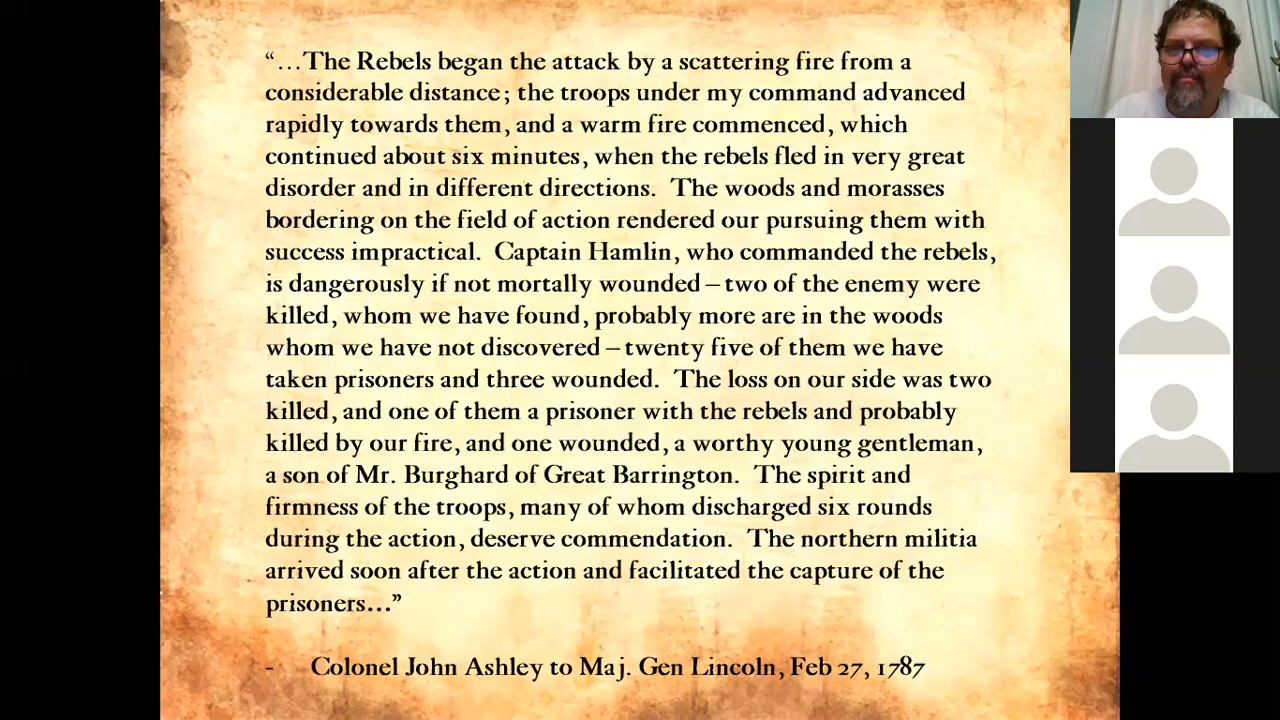 “…The Rebels began the attack by a scattering fire from a
considerable distance; the troops under my command advanced
rapidly towards them, and a warm fire commenced, which
continued about six minutes, when the rebels fled in very great
disorder and in different directions.  The woods and morasses
bordering on the field of action rendered our pursuing them with
success impractical.  Captain Hamlin, who commanded the rebels,
is dangerously if not mortally wounded – two of the enemy were
killed, whom we have found, probably more are in the woods
whom we have not discovered – twenty five of them we have
taken prisoners and three wounded.  The loss on our side was two
killed, and one of them a prisoner with the rebels and probably
killed by our fire, and one wounded, a worthy young gentleman,
a son of Mr. Burghard of Great Barrington.  The spirit and
firmness of the troops, many of whom discharged six rounds
during the action, deserve commendation.  The northern militia
arrived soon after the action and facilitated the capture of the
prisoners…”
- Colonel John Ashley to Maj. Gen Lincoln, Feb 27, 1787